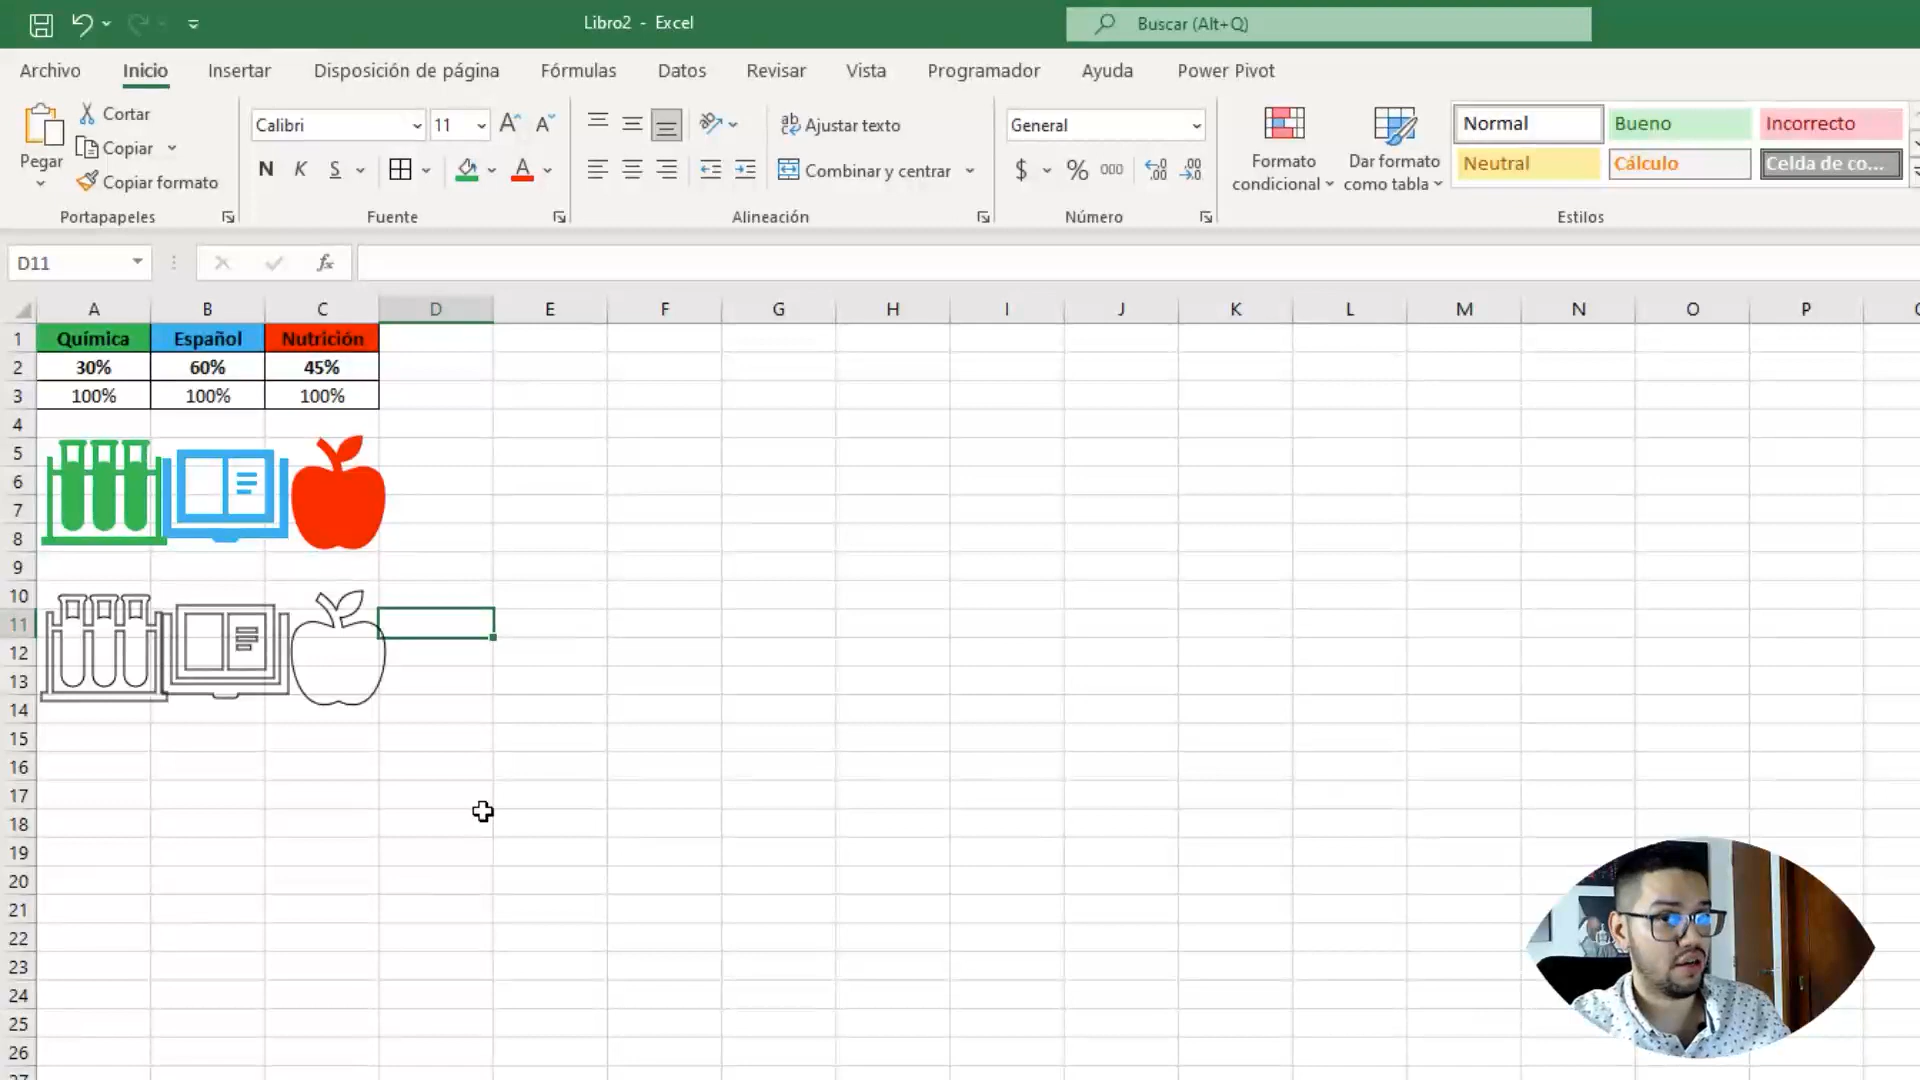 Libro2 - Excel
Buscar (Alt+Q)
Archivo Inicio Insertar Disposición de página Fórmulas Datos Revisar Vista Programador Ayuda Power Pivot
Pegar
Cortar
Copiar
Copiar formato
Portapapeles
Calibri 11
N K S
Fuente
Ajustar texto
Combinar y centrar
Alineación
General
$ % 000
Número
Formato condicional
Dar formato como tabla
Normal Bueno Incorrecto
Neutral Cálculo Celda de co...
Estilos
D11 fx
A B C D E F G H I J K L M N O P
1 Química Español Nutrición
2 30% 60% 45%
3 100% 100% 100%
4
5
6
7
8
9
10
11
12
13
14
15
16
17
18
19
20
21
22
23
24
25
26